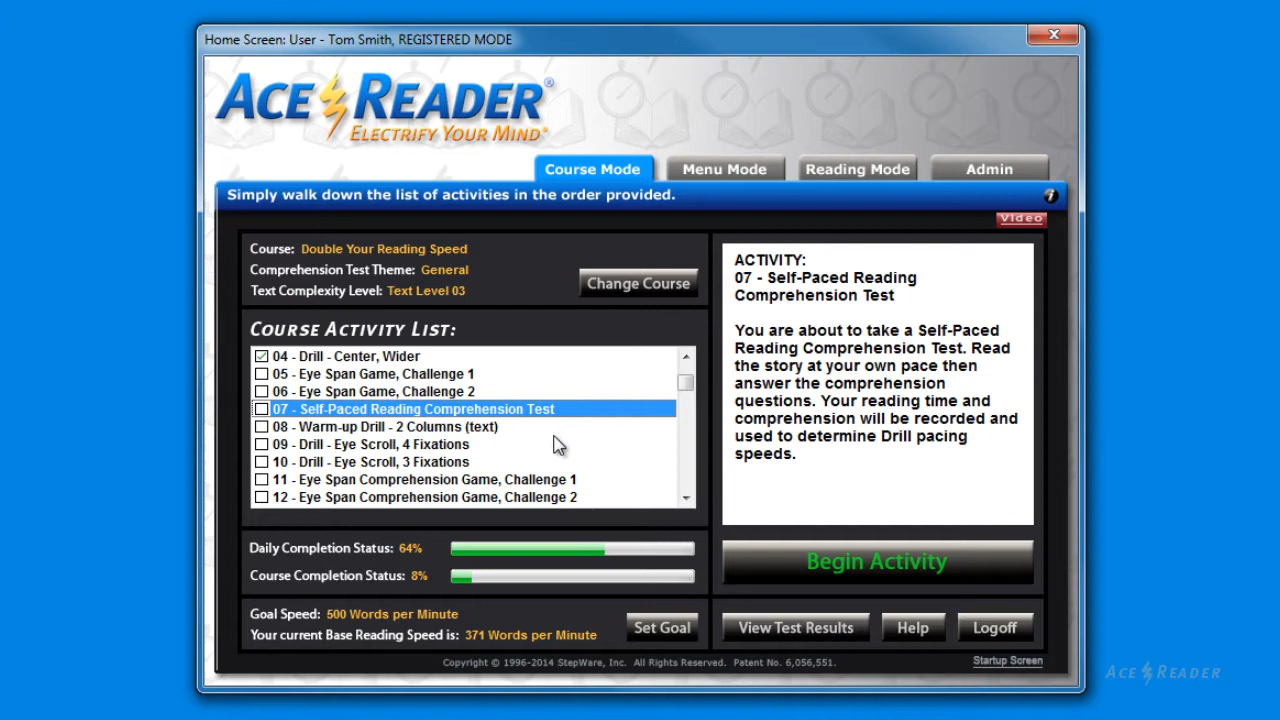 Home Screen: User - Tom Smith, REGISTERED MODE
ACE READER®
ELECTRIFY YOUR MIND®
Course Mode
Menu Mode
Reading Mode
Admin
Simply walk down the list of activities in the order provided.
i
Video
Course: Double Your Reading Speed
Comprehension Test Theme: General
Text Complexity Level: Text Level 03
Change Course
COURSE ACTIVITY LIST:
04 - Drill - Center, Wider
05 - Eye Span Game, Challenge 1
06 - Eye Span Game, Challenge 2
07 - Self-Paced Reading Comprehension Test
08 - Warm-up Drill - 2 Columns (text)
09 - Drill - Eye Scroll, 4 Fixations
10 - Drill - Eye Scroll, 3 Fixations
11 - Eye Span Comprehension Game, Challenge 1
12 - Eye Span Comprehension Game, Challenge 2
Daily Completion Status: 64%
Course Completion Status: 8%
Goal Speed: 500 Words per Minute
Your current Base Reading Speed is: 371 Words per Minute
Set Goal
ACTIVITY:
07 - Self-Paced Reading
Comprehension Test
You are about to take a Self-Paced
Reading Comprehension Test. Read
the story at your own pace then
answer the comprehension
questions. Your reading time and
comprehension will be recorded and
used to determine Drill pacing
speeds.
Begin Activity
View Test Results
Help
Logoff
Copyright © 1996-2014 StepWare, Inc. All Rights Reserved. Patent No. 6,056,551.
Startup Screen
ACE READER